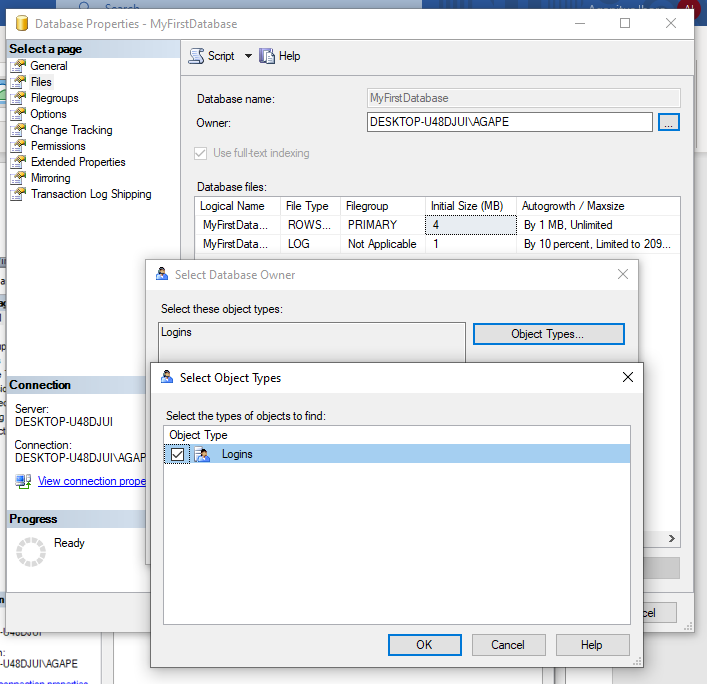 Search
AI
Database Properties - MyFirstDatabase
Select a page
General
Files
Filegroups
Options
Change Tracking
Permissions
Extended Properties
Mirroring
Transaction Log Shipping
Script
Help
Database name:
MyFirstDatabase
Owner:
DESKTOP-U48DJUI\AGAPE
...
Use full-text indexing
Database files:
Logical Name File Type Filegroup Initial Size (MB) Autogrowth / Maxsize
MyFirstData... ROWS... PRIMARY 4 By 1 MB, Unlimited
MyFirstData... LOG Not Applicable 1 By 10 percent, Limited to 209...
Select Database Owner
Select these object types:
Logins
Object Types...
Select Object Types
Select the types of objects to find:
Object Type
Logins
OK Cancel Help
Connection
Server:
DESKTOP-U48DJUI
Connection:
DESKTOP-U48DJUI\AGAP
View connection prope
Progress
Ready
cel
U48DJUI\AGAPE